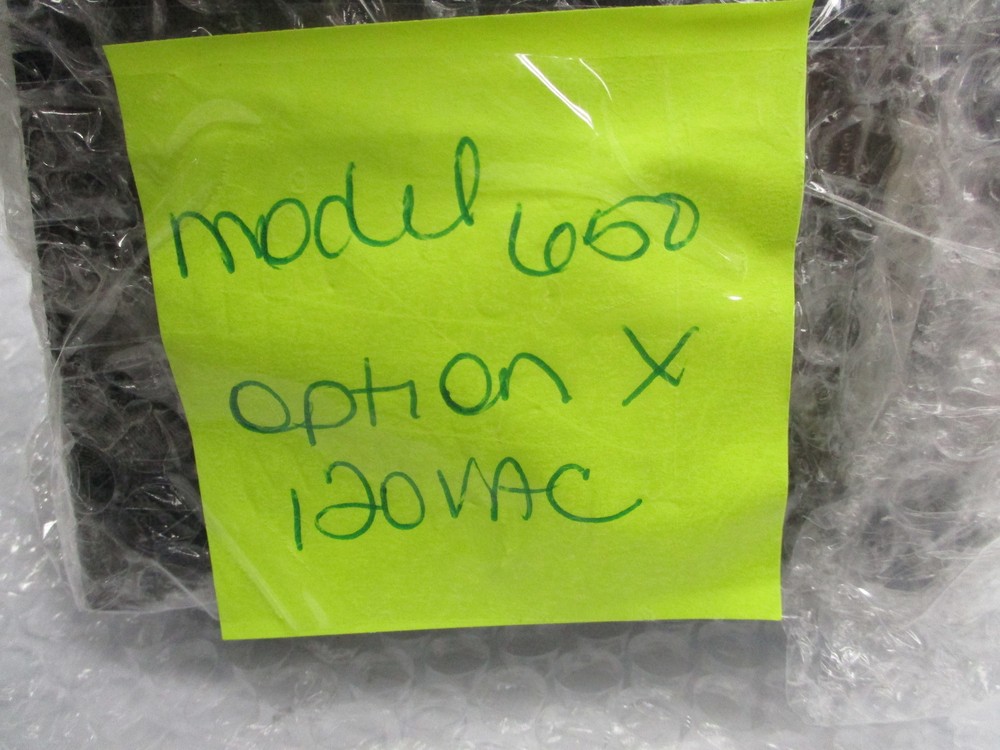 model 650
option X
120VAC